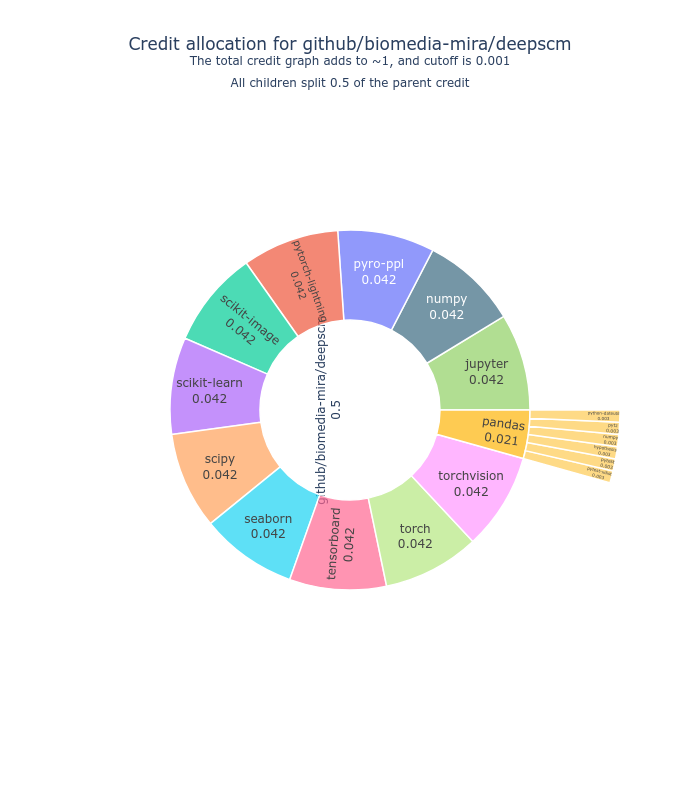 Credit allocation for github/biomedia-mira/deepscm
The total credit graph adds to ~1, and cutoff is 0.001
All children split 0.5 of the parent credit
github/biomedia-mira/deepscm
0.5
jupyter
0.042
numpy
0.042
pyro-ppl
0.042
pytorch-lightning
0.042
scikit-image
0.042
scikit-learn
0.042
scipy
0.042
seaborn
0.042
tensorboard
0.042
torch
0.042
torchvision
0.042
pandas
0.021
python-dateutil
0.003
pytz
0.003
numpy
0.003
hypothesis
0.003
pytest
0.003
pytest-xdist
0.003